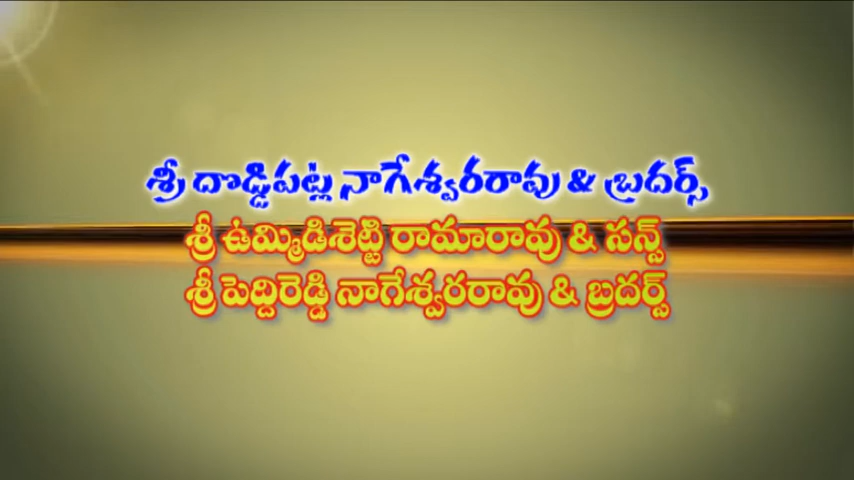 శ్రీ దొడ్డిపట్ల నాగేశ్వరరావు & బ్రదర్స్
శ్రీ ఉమ్మిడిశెట్టి రామారావు & సన్స్
శ్రీ పెద్దిరెడ్డి నాగేశ్వరరావు & బ్రదర్స్